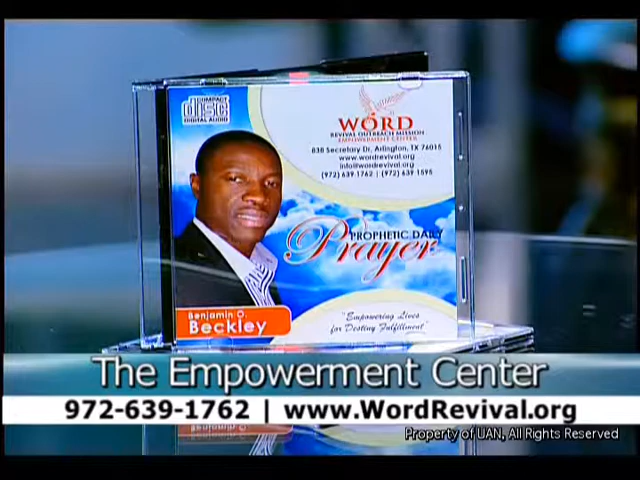 COMPACT
disc
DIGITAL AUDIO
WORD
REVIVAL OUTREACH MISSION
EMPOWERMENT CENTER
838 Secretary Dr, Arlington, TX 76015
www.wordrevival.org
info@wordrevival.org
(972) 639.1762 | (972) 639 1595
PROPHETIC DAILY
Prayer
Benjamin O.
Beckley
"Empowering Lives
for Destiny Fulfillment"
The Empowerment Center
972-639-1762 | www.WordRevival.org
Property of UAN, All Rights Reserved